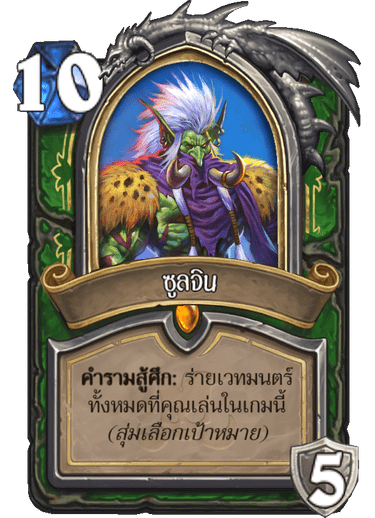 10
ซูลจิน
คำรามสู้ศึก: ร่ายเวทมนตร์
ทั้งหมดที่คุณเล่นในเกมนี้
(สุ่มเลือกเป้าหมาย)
5